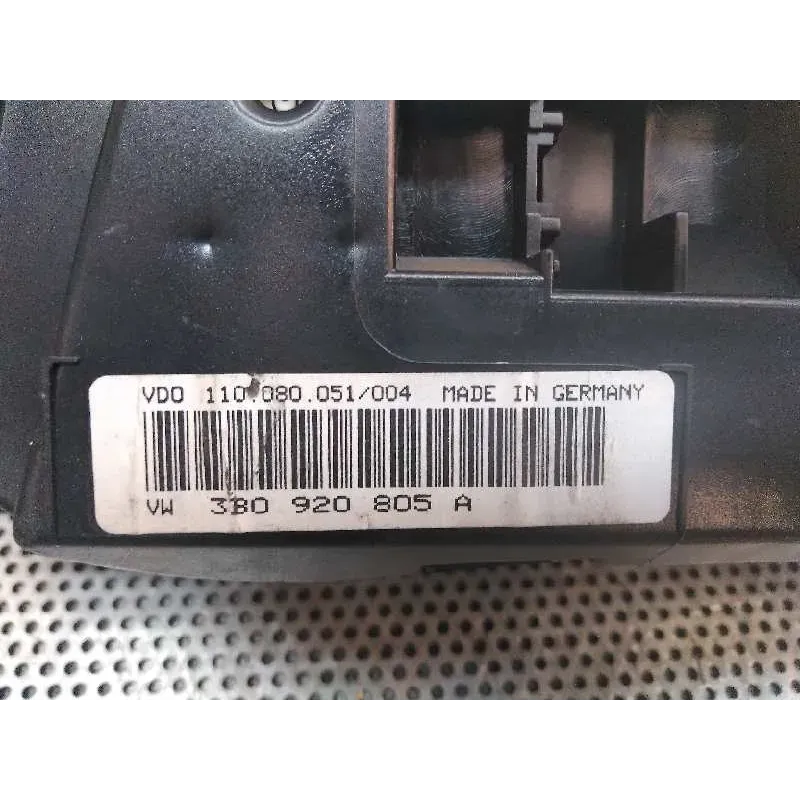 VDO 110.080.051/004 MADE IN GERMANY
VW 3B0 920 805 A